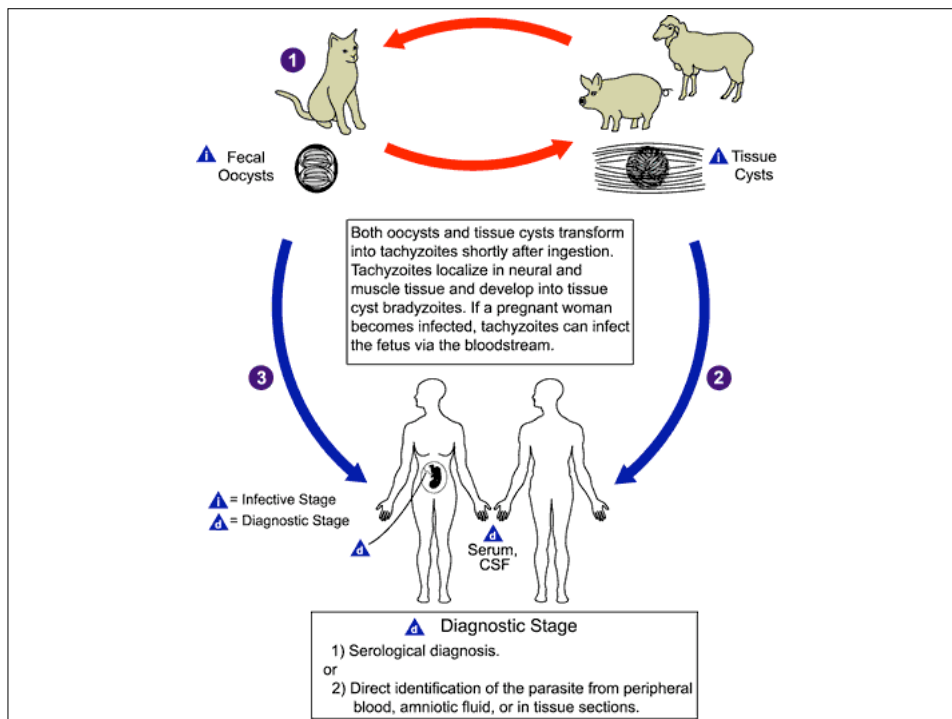 1
i Fecal
Oocysts
i Tissue
Cysts
Both oocysts and tissue cysts transform
into tachyzoites shortly after ingestion.
Tachyzoites localize in neural and
muscle tissue and develop into tissue
cyst bradyzoites. If a pregnant woman
becomes infected, tachyzoites can infect
the fetus via the bloodstream.
3
2
i = Infective Stage
d = Diagnostic Stage
d
d
Serum,
CSF
d Diagnostic Stage
1) Serological diagnosis.
or
2) Direct identification of the parasite from peripheral
blood, amniotic fluid, or in tissue sections.